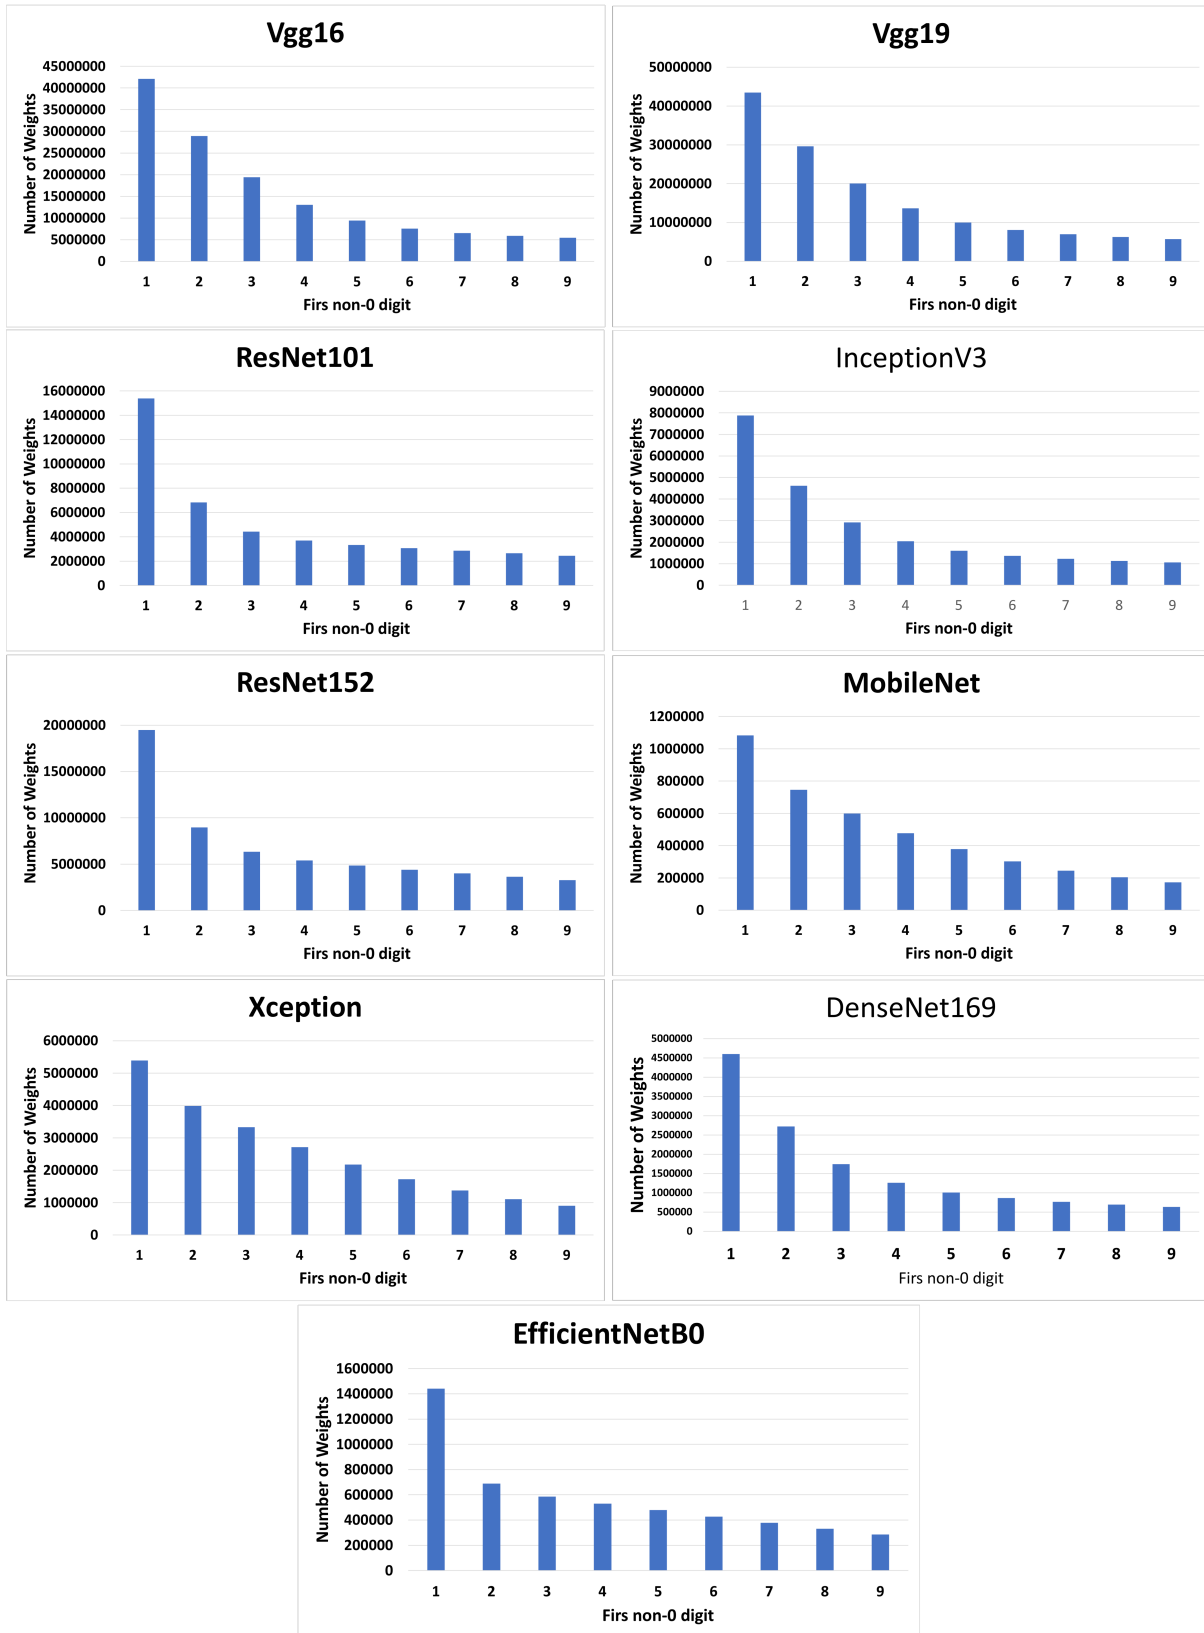 Vgg16
45000000
40000000
35000000
30000000
25000000
20000000
15000000
10000000
5000000
0
Number of Weights
1 2 3 4 5 6 7 8 9
Firs non-0 digit
Vgg19
50000000
40000000
30000000
20000000
10000000
0
Number of Weights
1 2 3 4 5 6 7 8 9
Firs non-0 digit
ResNet101
16000000
14000000
12000000
10000000
8000000
6000000
4000000
2000000
0
Number of Weights
1 2 3 4 5 6 7 8 9
Firs non-0 digit
InceptionV3
9000000
8000000
7000000
6000000
5000000
4000000
3000000
2000000
1000000
0
Number of Weights
1 2 3 4 5 6 7 8 9
Firs non-0 digit
ResNet152
20000000
15000000
10000000
5000000
0
Number of Weights
1 2 3 4 5 6 7 8 9
Firs non-0 digit
MobileNet
1200000
1000000
800000
600000
400000
200000
0
Number of Weights
1 2 3 4 5 6 7 8 9
Firs non-0 digit
Xception
6000000
5000000
4000000
3000000
2000000
1000000
0
Number of Weights
1 2 3 4 5 6 7 8 9
Firs non-0 digit
DenseNet169
5000000
4500000
4000000
3500000
3000000
2500000
2000000
1500000
1000000
500000
0
Number of Weights
1 2 3 4 5 6 7 8 9
Firs non-0 digit
EfficientNetB0
1600000
1400000
1200000
1000000
800000
600000
400000
200000
0
Number of Weights
1 2 3 4 5 6 7 8 9
Firs non-0 digit